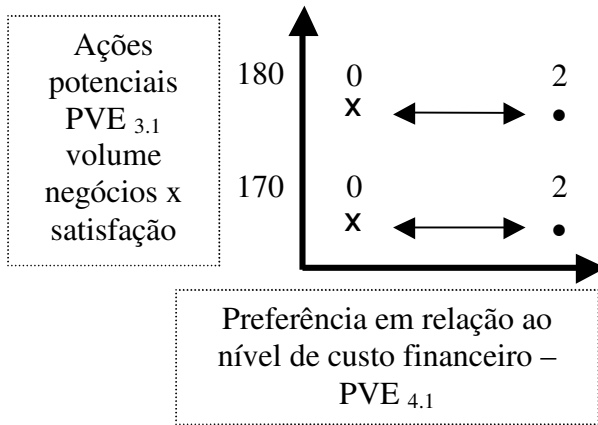 Ações
potenciais
PVE 3.1
volume
negócios x
satisfação
180 0 2
x •
170 0 2
x •
Preferência em relação ao
nível de custo financeiro –
PVE 4.1